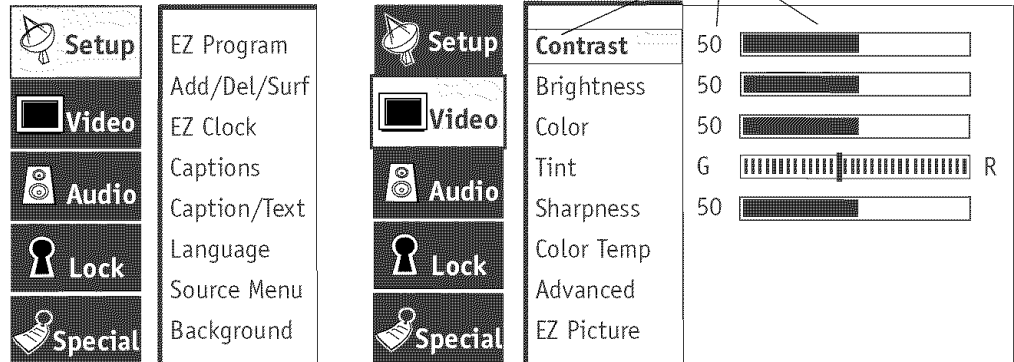 Setup
Video
Audio
Lock
Special
EZ Program
Add/Del/Surf
EZ Clock
Captions
Caption/Text
Language
Source Menu
Background
Setup
Video
Audio
Lock
Special
Contrast 50
Brightness 50
Color 50
Tint G R
Sharpness 50
Color Temp
Advanced
EZ Picture